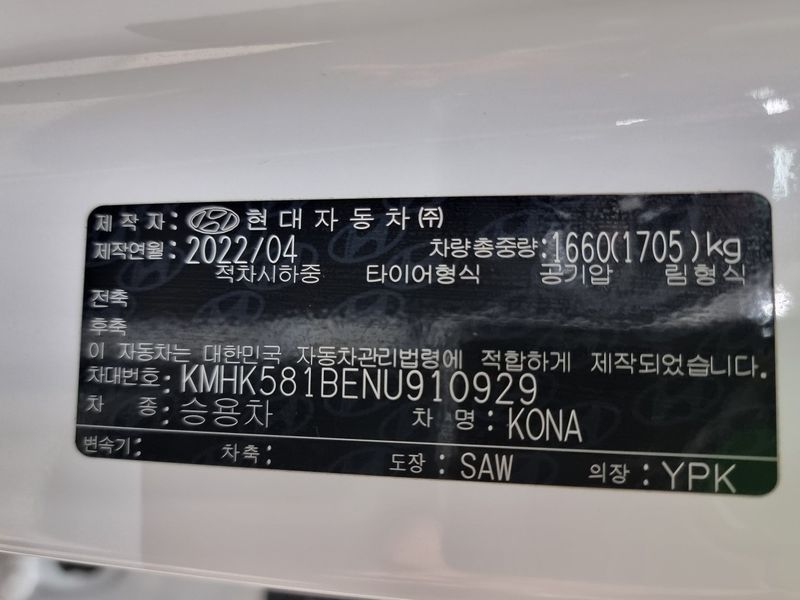 제작자: HYUNDAI 현대자동차㈜
제작연월: 2022/04 차량총중량: 1660(1705)kg
적차시하중 타이어형식 공기압 림형식
전축
후축
이 자동차는 대한민국 자동차관리법령에 적합하게 제작되었습니다.
차대번호: KMHK581BENU910929
차 종: 승용차 차 명: KONA
변속기: 차축: 도장: SAW 의장: YPK